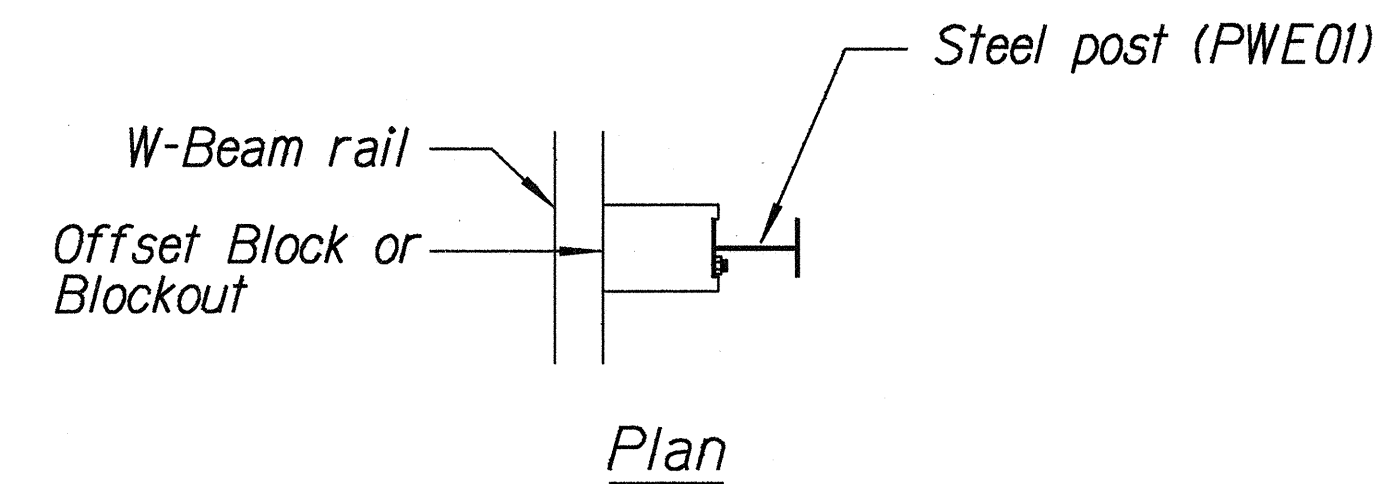 Steel post (PWE01)
W-Beam rail
Offset Block or
Blockout
Plan